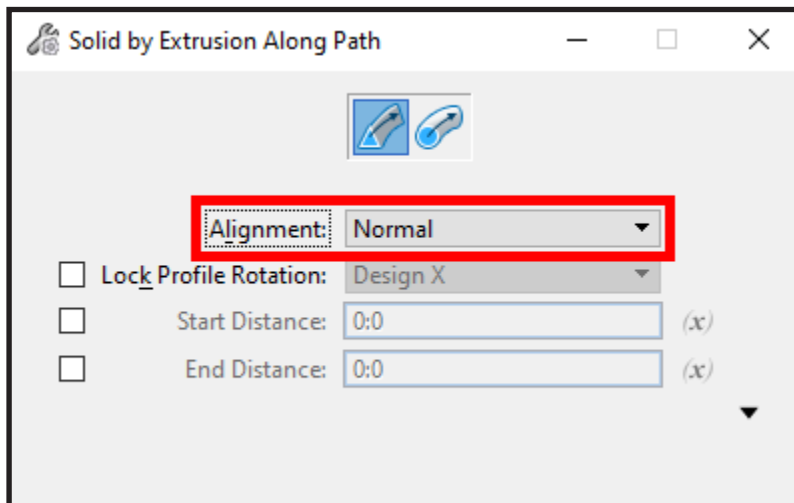 Solid by Extrusion Along Path
Alignment: Normal
Lock Profile Rotation: Design X
Start Distance: 0:0 (x)
End Distance: 0:0 (x)